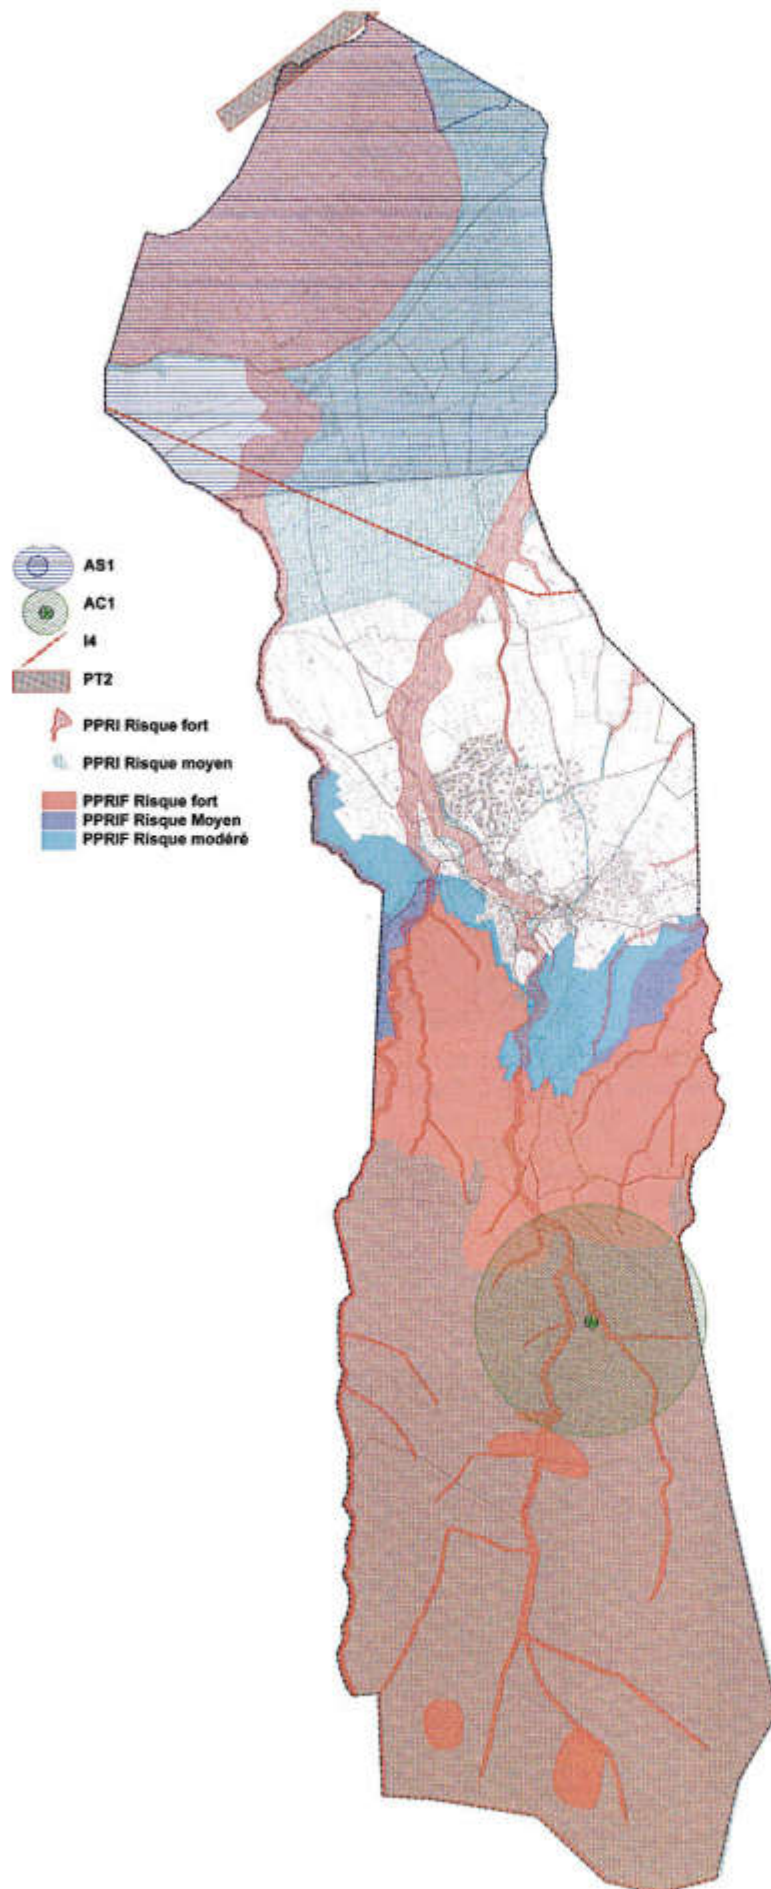 AS1
AC1
I4
PT2
PPRI Risque fort
PPRI Risque moyen
PPRIF Risque fort
PPRIF Risque Moyen
PPRIF Risque modéré